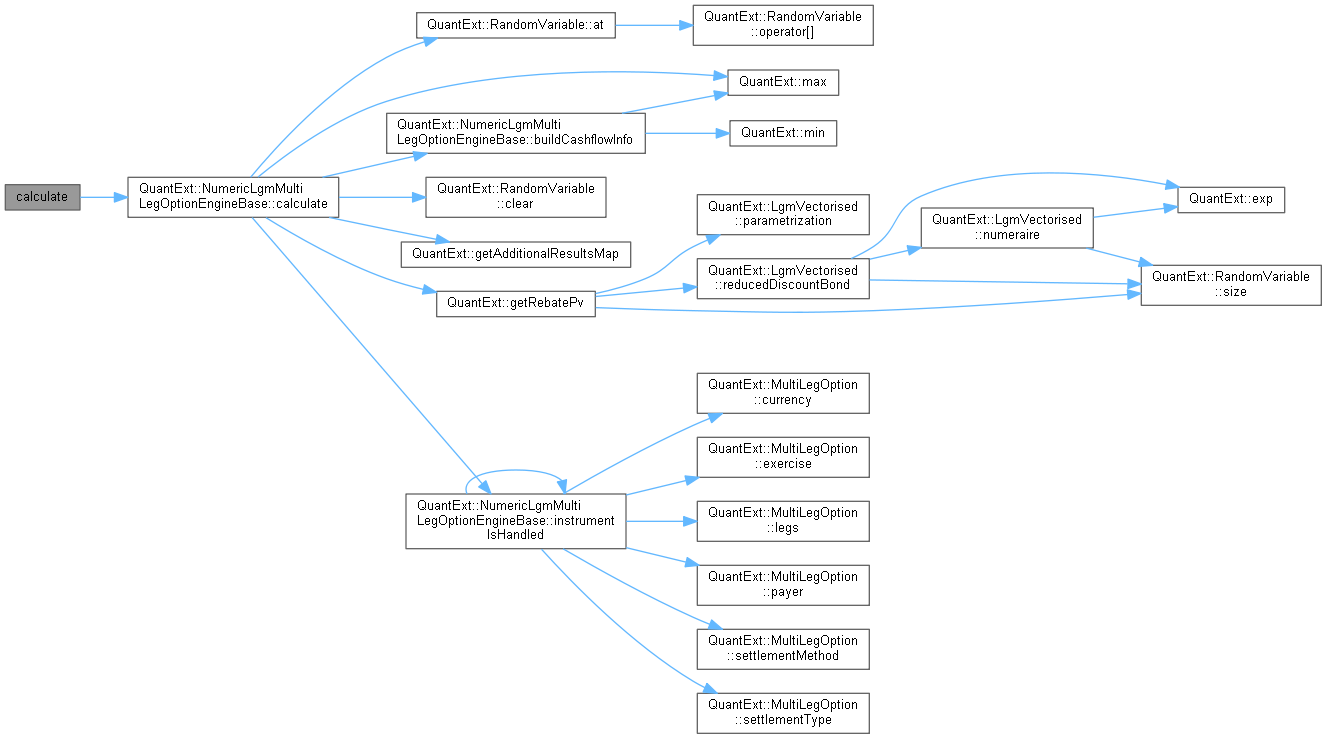 calculate
QuantExt::NumericLgmMulti
LegOptionEngineBase::calculate
QuantExt::RandomVariable::at
QuantExt::RandomVariable
::operator[]
QuantExt::max
QuantExt::NumericLgmMulti
LegOptionEngineBase::buildCashflowInfo
QuantExt::min
QuantExt::RandomVariable
::clear
QuantExt::getAdditionalResultsMap
QuantExt::getRebatePv
QuantExt::LgmVectorised
::parametrization
QuantExt::LgmVectorised
::reducedDiscountBond
QuantExt::LgmVectorised
::numeraire
QuantExt::exp
QuantExt::RandomVariable
::size
QuantExt::NumericLgmMulti
LegOptionEngineBase::instrument
IsHandled
QuantExt::MultiLegOption
::currency
QuantExt::MultiLegOption
::exercise
QuantExt::MultiLegOption
::legs
QuantExt::MultiLegOption
::payer
QuantExt::MultiLegOption
::settlementMethod
QuantExt::MultiLegOption
::settlementType